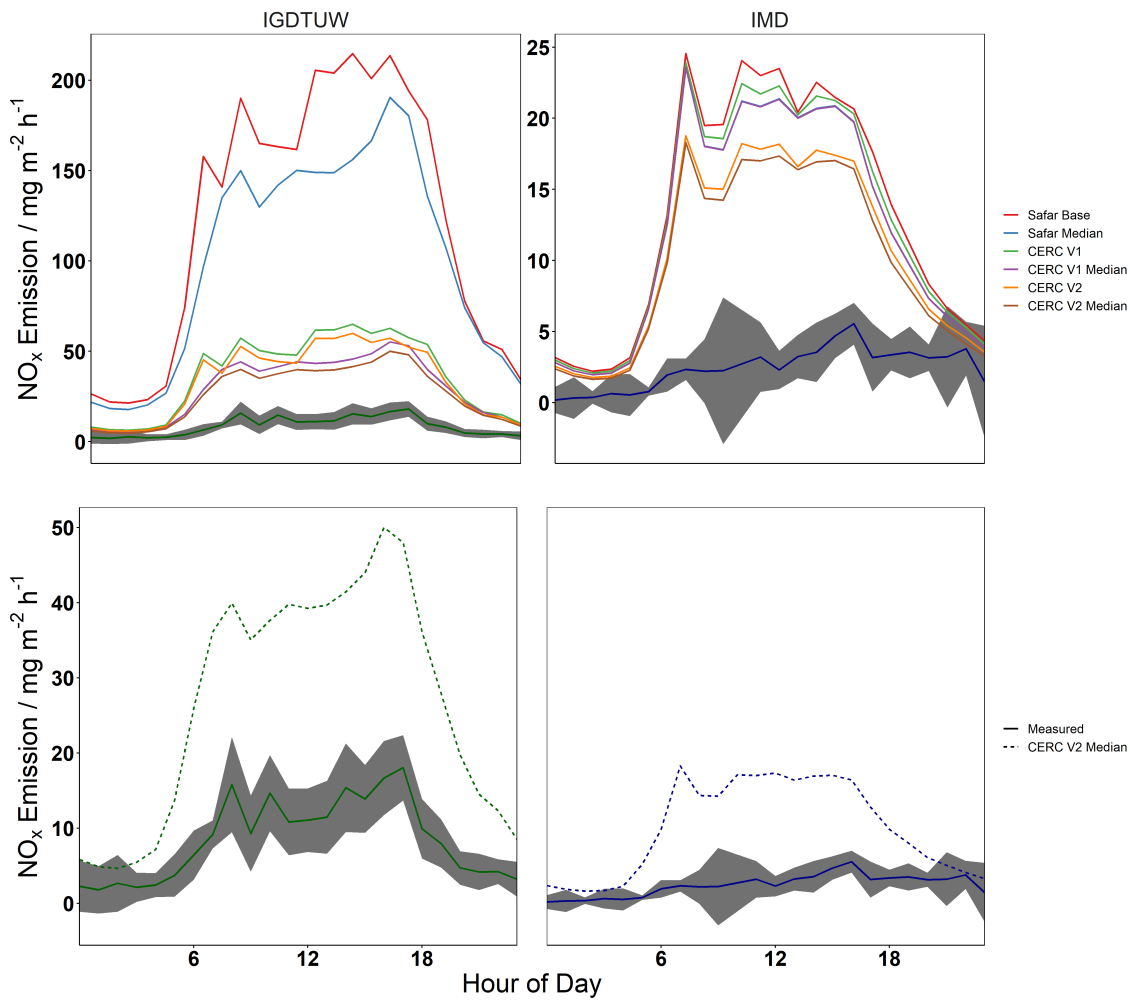 IGDTUW
IMD
NOx Emission / mg m-2 h-1
200
150
100
50
0
25
20
15
10
5
0
Safar Base
Safar Median
CERC V1
CERC V1 Median
CERC V2
CERC V2 Median
NOx Emission / mg m-2 h-1
50
40
30
20
10
0
Measured
CERC V2 Median
6
12
18
6
12
18
Hour of Day